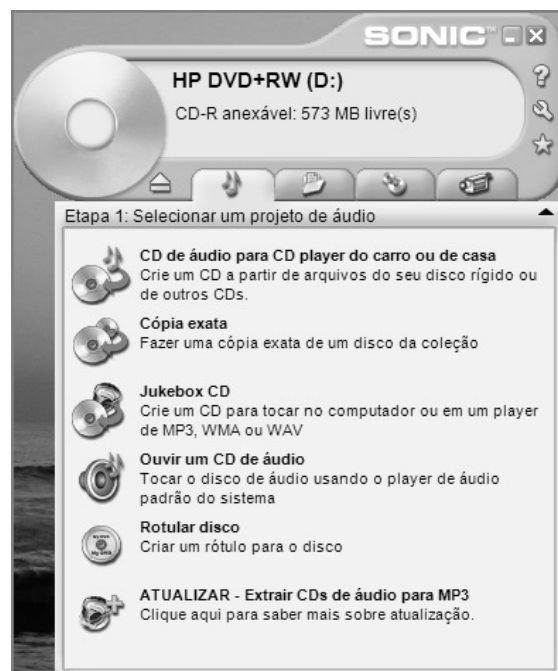 SONIC™
HP DVD+RW (D:)
CD-R anexável: 573 MB livre(s)
Etapa 1: Selecionar um projeto de áudio
CD de áudio para CD player do carro ou de casa
Crie um CD a partir de arquivos do seu disco rígido ou
de outros CDs.
Cópia exata
Fazer uma cópia exata de um disco da coleção
Jukebox CD
Crie um CD para tocar no computador ou em um player
de MP3, WMA ou WAV
Ouvir um CD de áudio
Tocar o disco de áudio usando o player de áudio
padrão do sistema
Rotular disco
Criar um rótulo para o disco
ATUALIZAR - Extrair CDs de áudio para MP3
Clique aqui para saber mais sobre atualização.